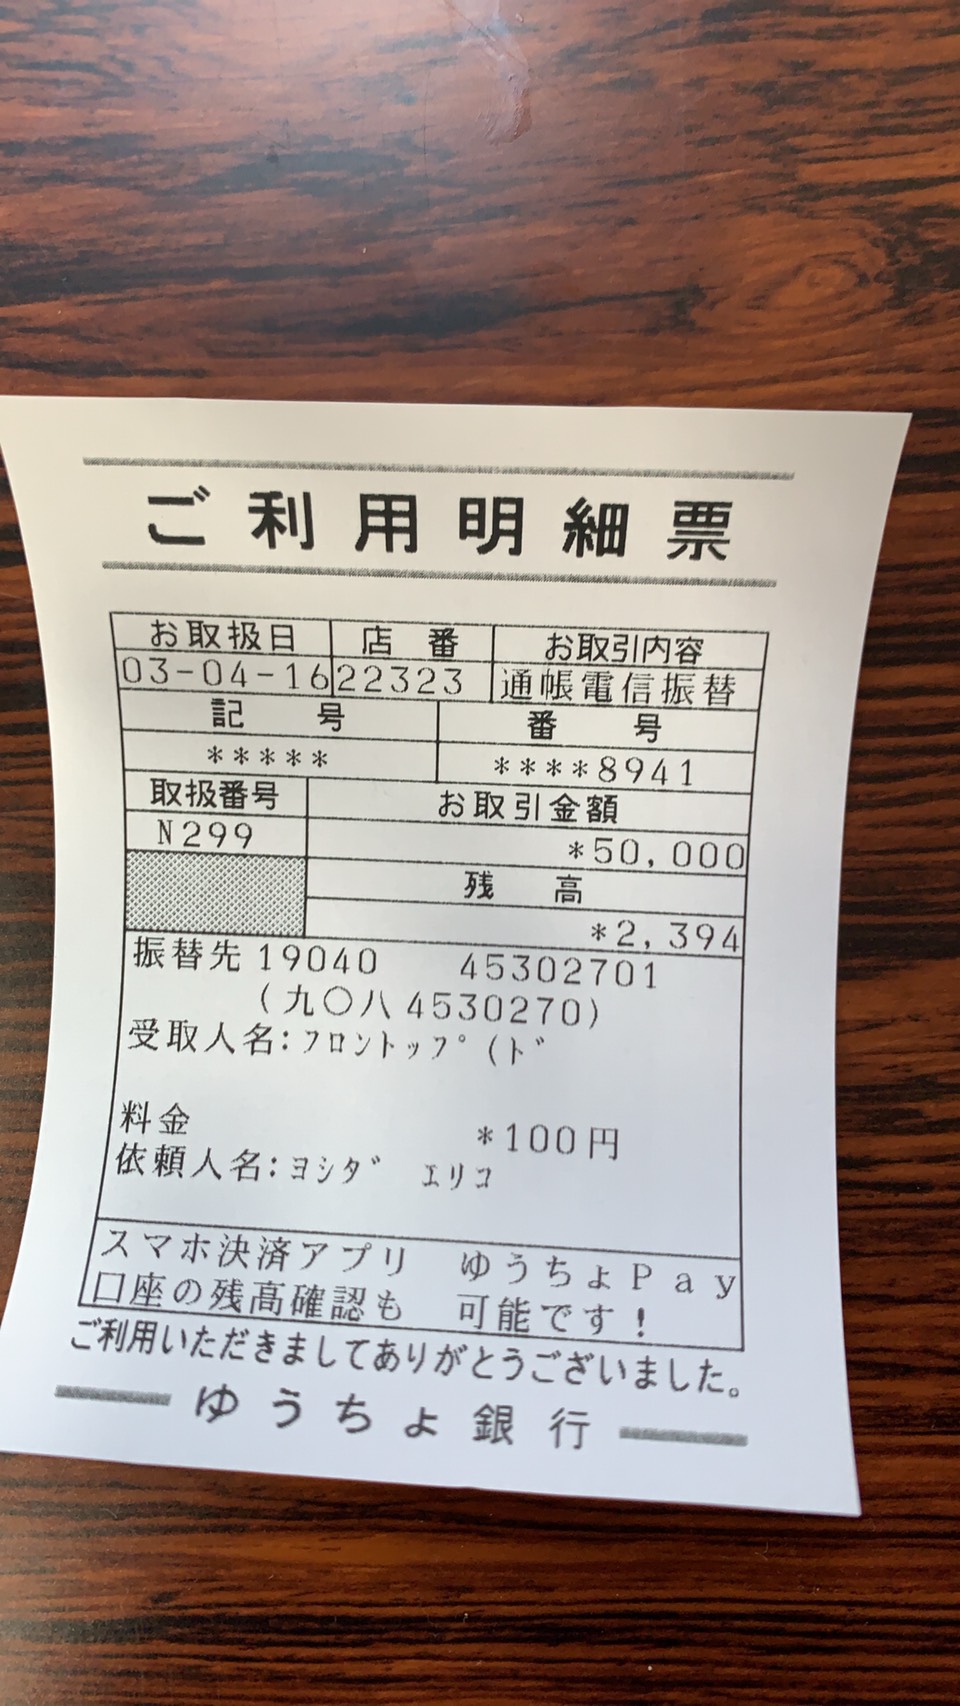 ご利用明細票
お取扱日 店番 お取引内容
03-04-16 22323 通帳電信振替
記号 番号
***** ****8941
取扱番号 お取引金額
N299 *50,000
残高
*2,394
振替先 19040 45302701
(九〇八 4530270)
受取人名:フロントップ(ド
料金 *100円
依頼人名:ヨシダ エリコ
スマホ決済アプリ ゆうちょPay
口座の残高確認も 可能です!
ご利用いただきましてありがとうございました。
ゆうちょ銀行